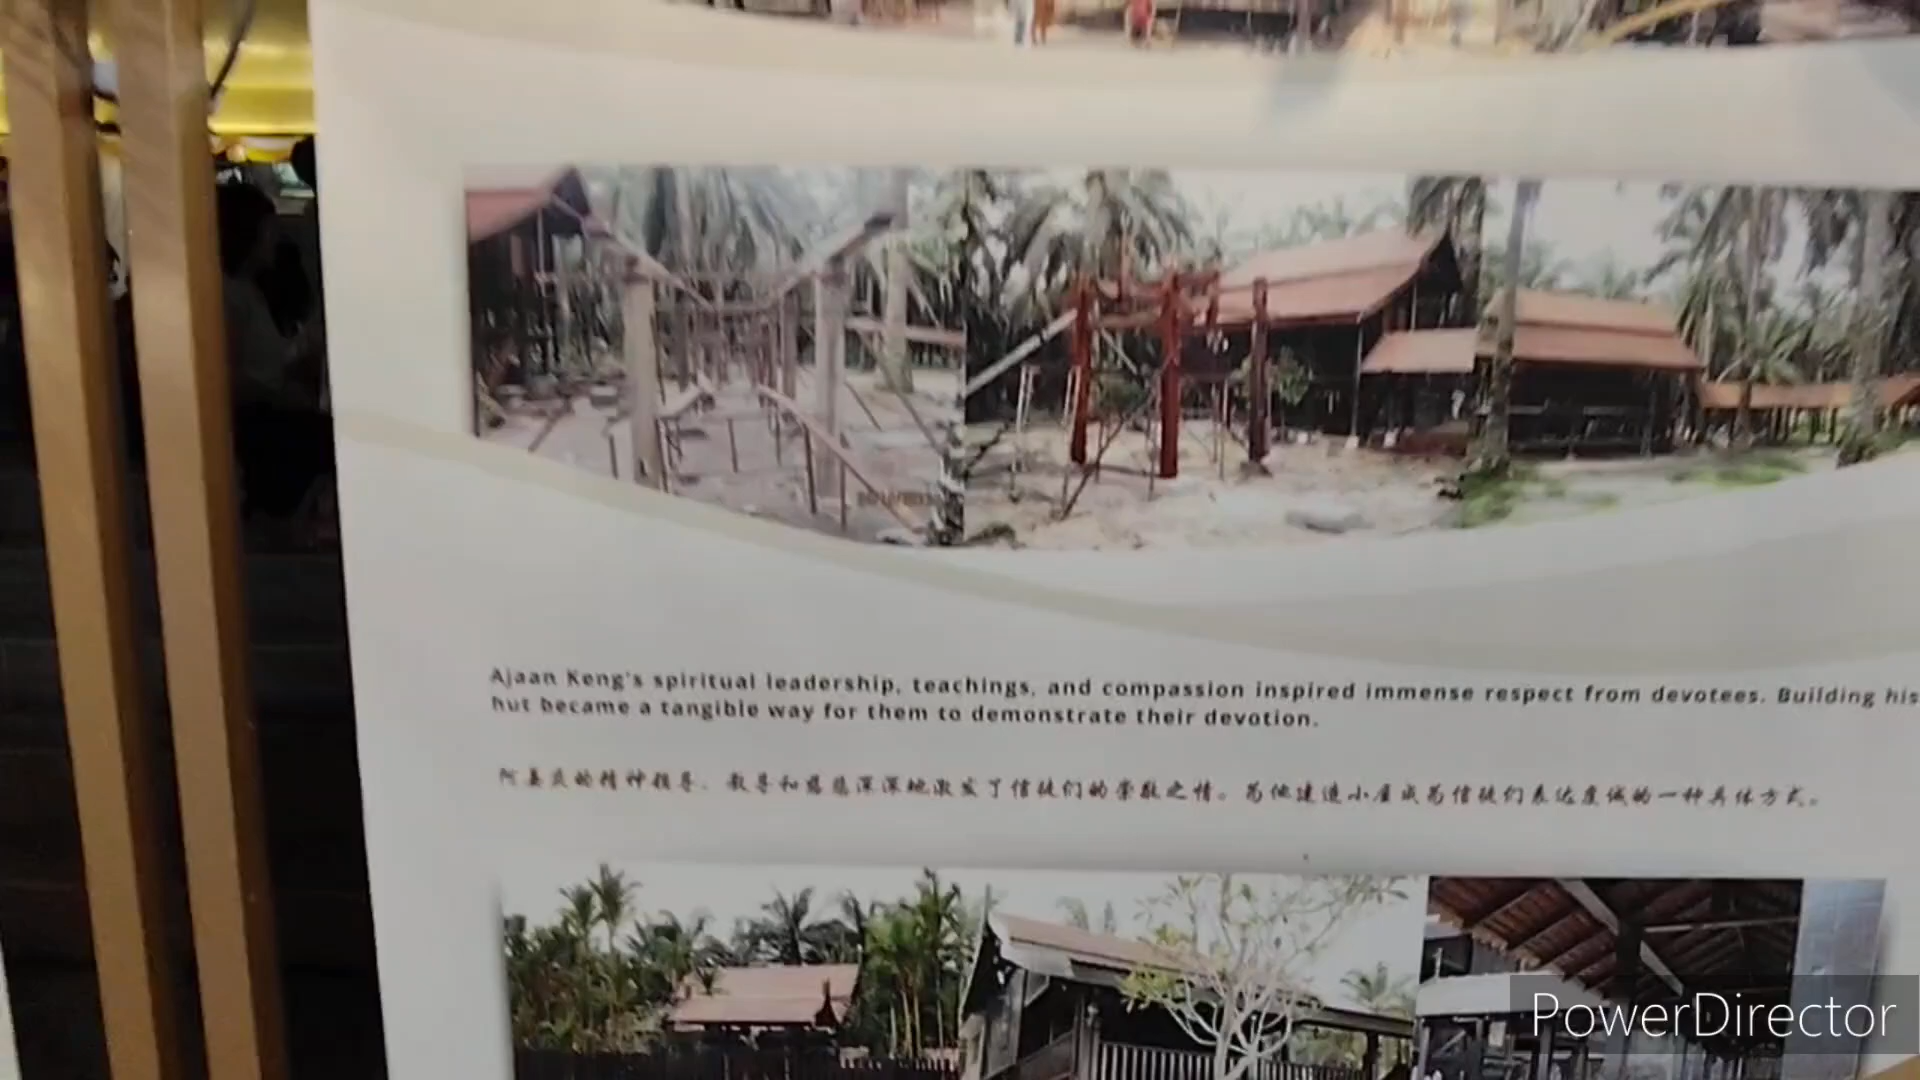 Ajaan Keng's spiritual leadership, teachings, and compassion inspired immense respect from devotees. Building his
hut became a tangible way for them to demonstrate their devotion.
阿姜庆的精神指导、教导和慈悲深深地激发了信徒们的崇敬之情。为他建造小屋成为信徒们表达虔诚的一种具体方式。
PowerDirector